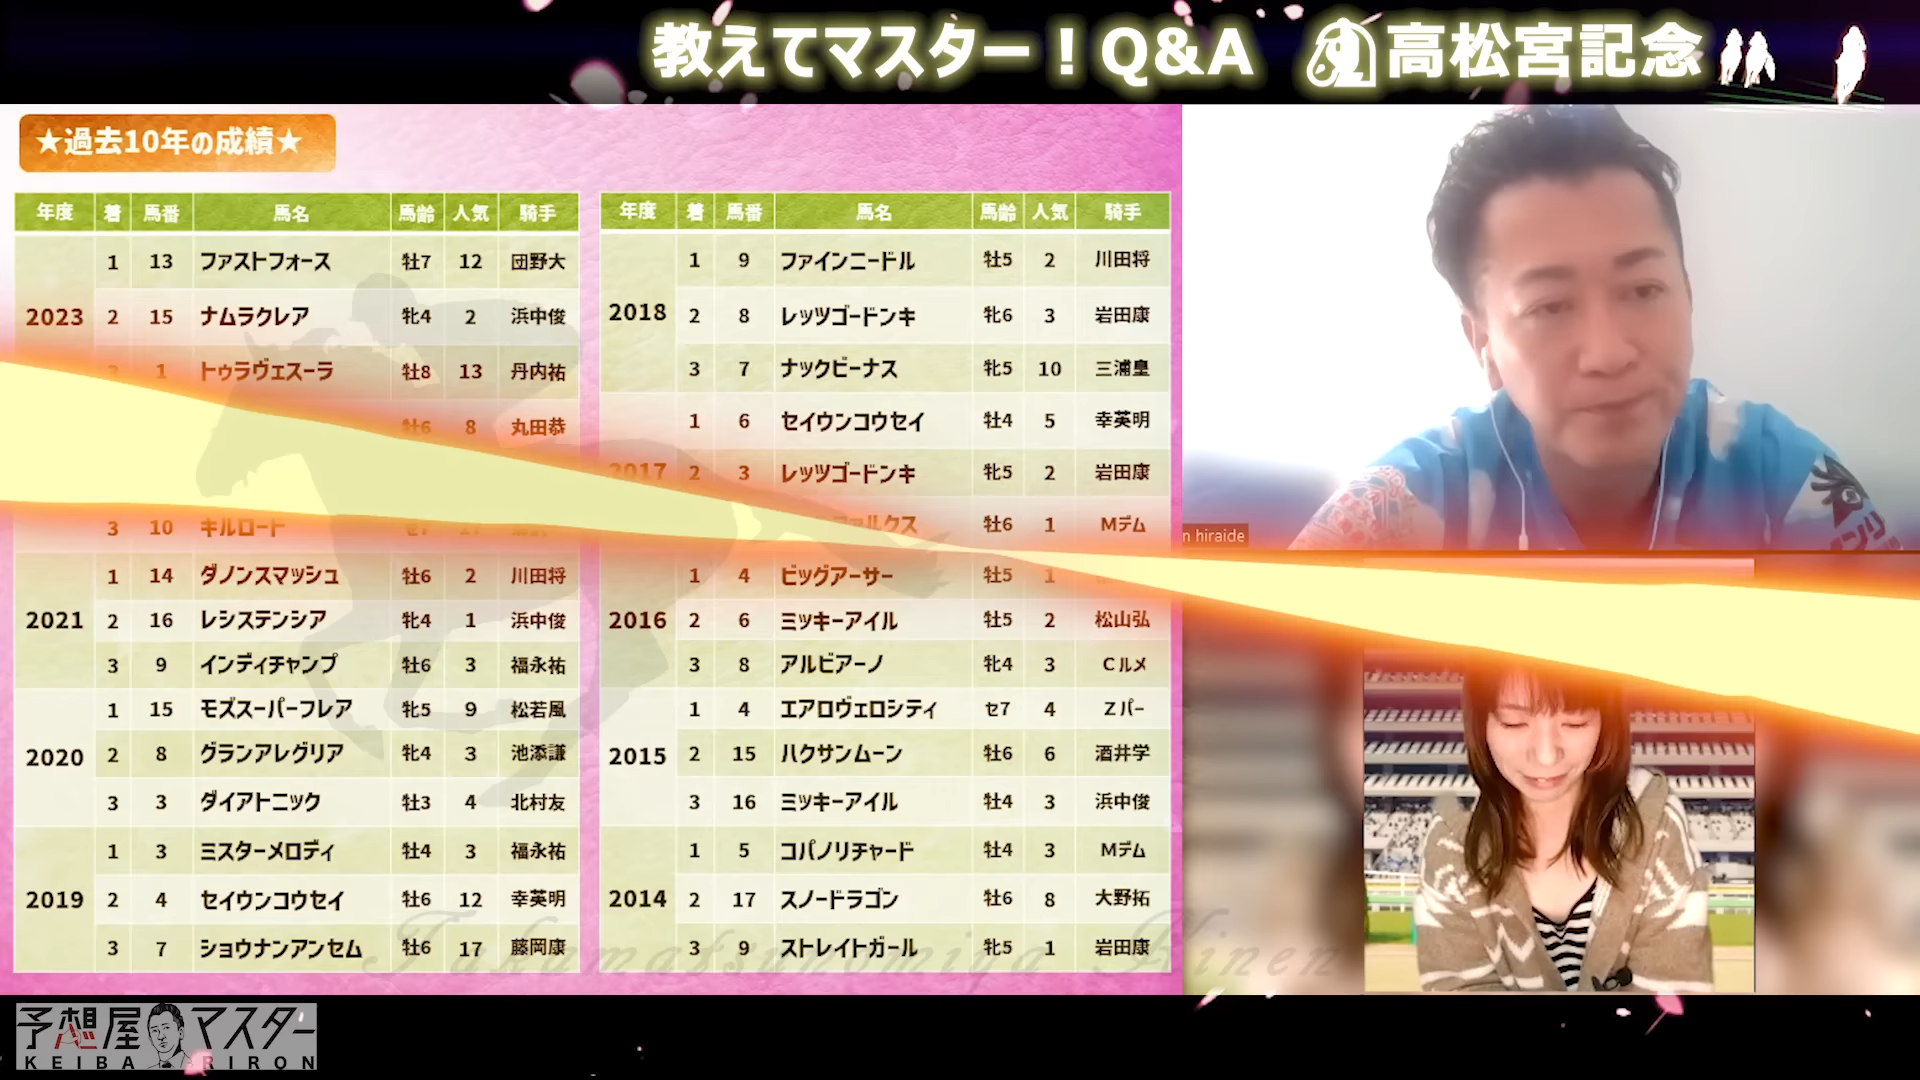 教えてマスター！Q&A 高松宮記念
★過去10年の成績★
年度 着 馬番 馬名 馬齢 人気 騎手
2023
1 13 ファストフォース 牡7 12 団野大
2 15 ナムラクレア 牝4 2 浜中俊
3 1 トゥラヴェスーラ 牡8 13 丹内祐
牡6 8 丸田恭
3 10 キルロード セ7
2021
1 14 ダノンスマッシュ 牡6 2 川田将
2 16 レシステンシア 牝4 1 浜中俊
3 9 インディチャンプ 牡6 3 福永祐
2020
1 15 モズスーパーフレア 牝5 9 松若風
2 8 グランアレグリア 牝4 3 池添謙
3 3 ダイアトニック 牡3 4 北村友
2019
1 3 ミスターメロディ 牡4 3 福永祐
2 4 セイウンコウセイ 牡6 12 幸英明
3 7 ショウナンアンセム 牡6 17 藤岡康
年度 着 馬番 馬名 馬齢 人気 騎手
2018
1 9 ファインニードル 牡5 2 川田将
2 8 レッツゴードンキ 牝6 3 岩田康
3 7 ナックビーナス 牝5 10 三浦皇
2017
1 6 セイウンコウセイ 牡4 5 幸英明
2 3 レッツゴードンキ 牝5 2 岩田康
ファルクス 牡6 1 Mデム
2016
1 4 ビッグアーサー 牡5 1
2 6 ミッキーアイル 牡5 2 松山弘
3 8 アルビアーノ 牝4 3 Cルメ
2015
1 4 エアロヴェロシティ セ7 4 Zパー
2 15 ハクサンムーン 牡6 6 酒井学
3 16 ミッキーアイル 牡4 3 浜中俊
2014
1 5 コパノリチャード 牡4 3 Mデム
2 17 スノードラゴン 牡6 8 大野拓
3 9 ストレイトガール 牝5 1 岩田康
Takamatsunomiya Kinen
n hiraide
予想屋マスター
KEIBA RIRON